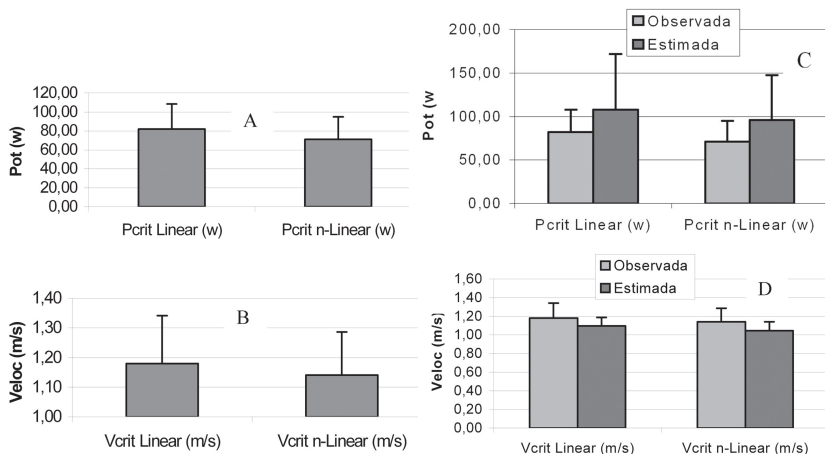 A
Pot (w)
120,00
100,00
80,00
60,00
40,00
20,00
0,00
Pcrit Linear (w) Pcrit n-Linear (w)
C
Observada
Estimada
Pot (w
200,00
150,00
100,00
50,00
0,00
Pcrit Linear (w) Pcrit n-Linear (w)
B
Veloc (m/s)
1,40
1,30
1,20
1,10
1,00
Vcrit Linear (m/s) Vcrit n-Linear (m/s)
D
Observada
Estimada
Veloc (m/s)
1,60
1,40
1,20
1,00
0,80
0,60
0,40
0,20
0,00
Vcrit Linear (m/s) Vcrit n-Linear (m/s)